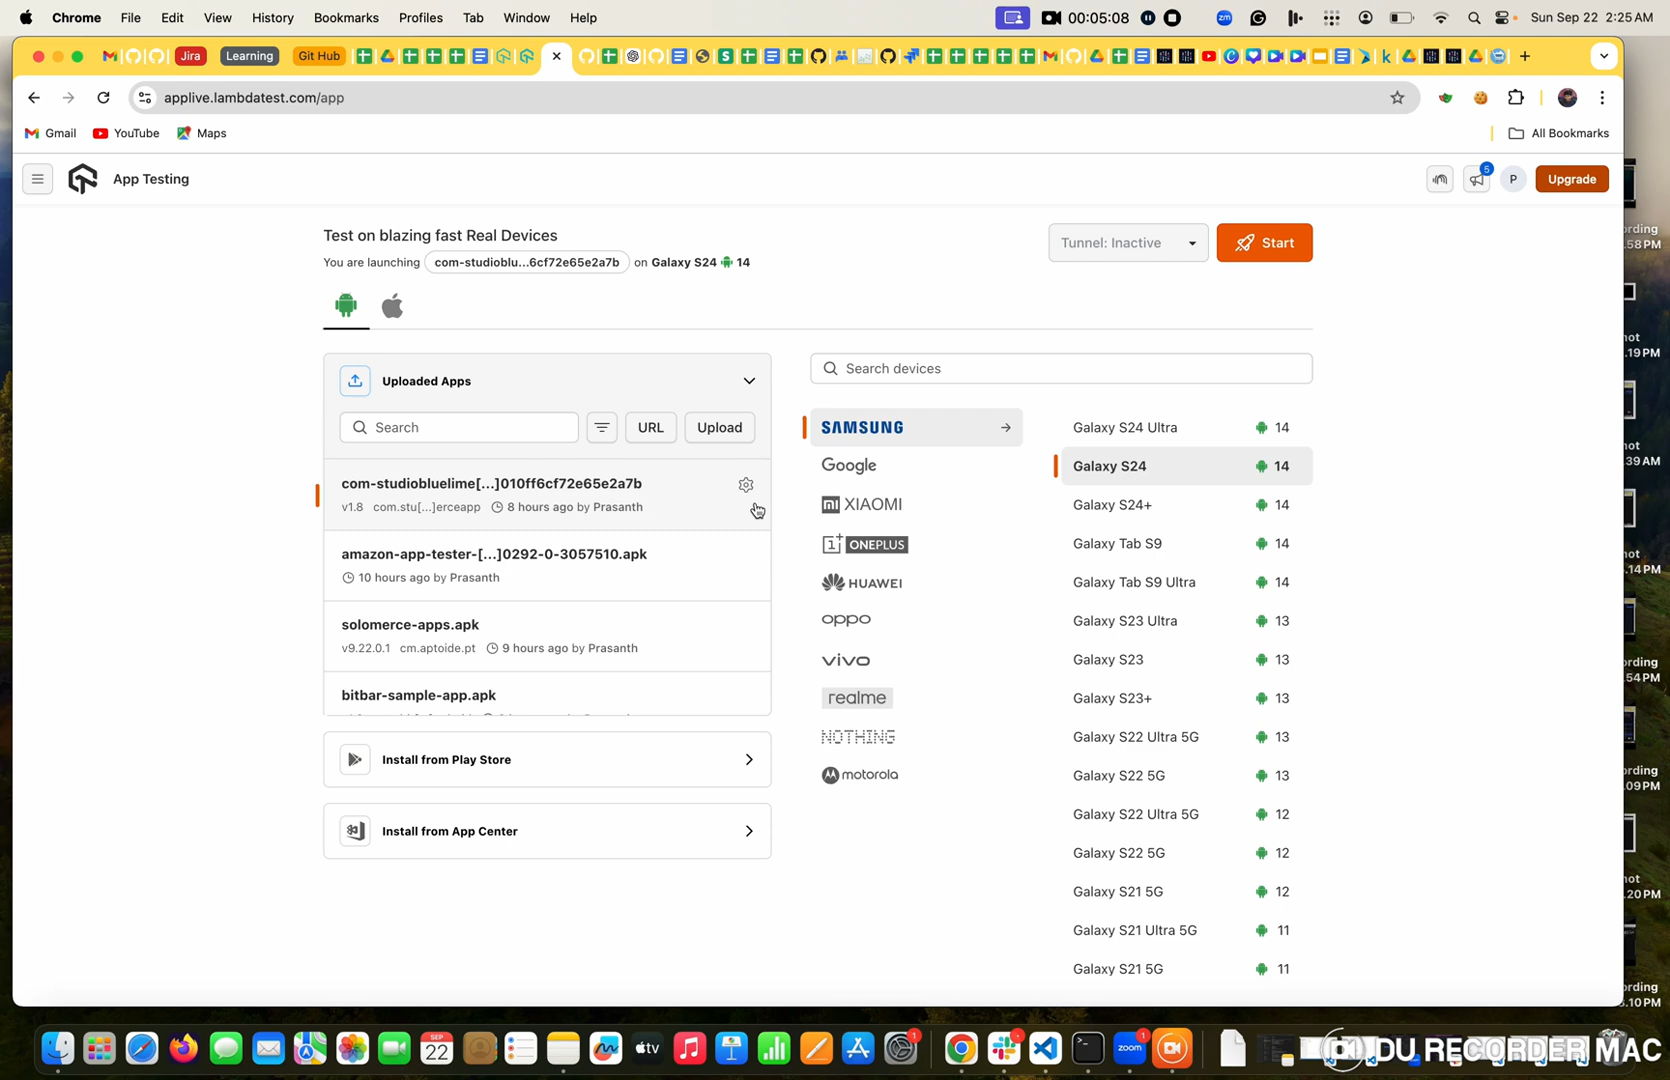 Chrome File Edit View History Bookmarks Profiles Tab Window Help 00:05:08 Sun Sep 22 2:25 AM
Jira Learning Git Hub
applive.lambdatest.com/app
Gmail YouTube Maps All Bookmarks
App Testing 5 P Upgrade
Test on blazing fast Real Devices
You are launching com-studioblu...6cf72e65e2a7b on Galaxy S24 14
Tunnel: Inactive Start
Uploaded Apps
Search URL Upload
com-studiobluelime[...]010ff6cf72e65e2a7b
v1.8 com.stu[...]erceapp 8 hours ago by Prasanth
amazon-app-tester-[...]0292-0-3057510.apk
10 hours ago by Prasanth
solomerce-apps.apk
v9.22.0.1 cm.aptoide.pt 9 hours ago by Prasanth
bitbar-sample-app.apk
Install from Play Store
Install from App Center
Search devices
SAMSUNG
Google
XIAOMI
ONEPLUS
HUAWEI
oppo
vivo
realme
NOTHING
motorola
Galaxy S24 Ultra 14
Galaxy S24 14
Galaxy S24+ 14
Galaxy Tab S9 14
Galaxy Tab S9 Ultra 14
Galaxy S23 Ultra 13
Galaxy S23 13
Galaxy S23+ 13
Galaxy S22 Ultra 5G 13
Galaxy S22 5G 13
Galaxy S22 Ultra 5G 12
Galaxy S22 5G 12
Galaxy S21 5G 12
Galaxy S21 Ultra 5G 11
Galaxy S21 5G 11
SEP
22
tv
zoom
DU RECORDER MAC